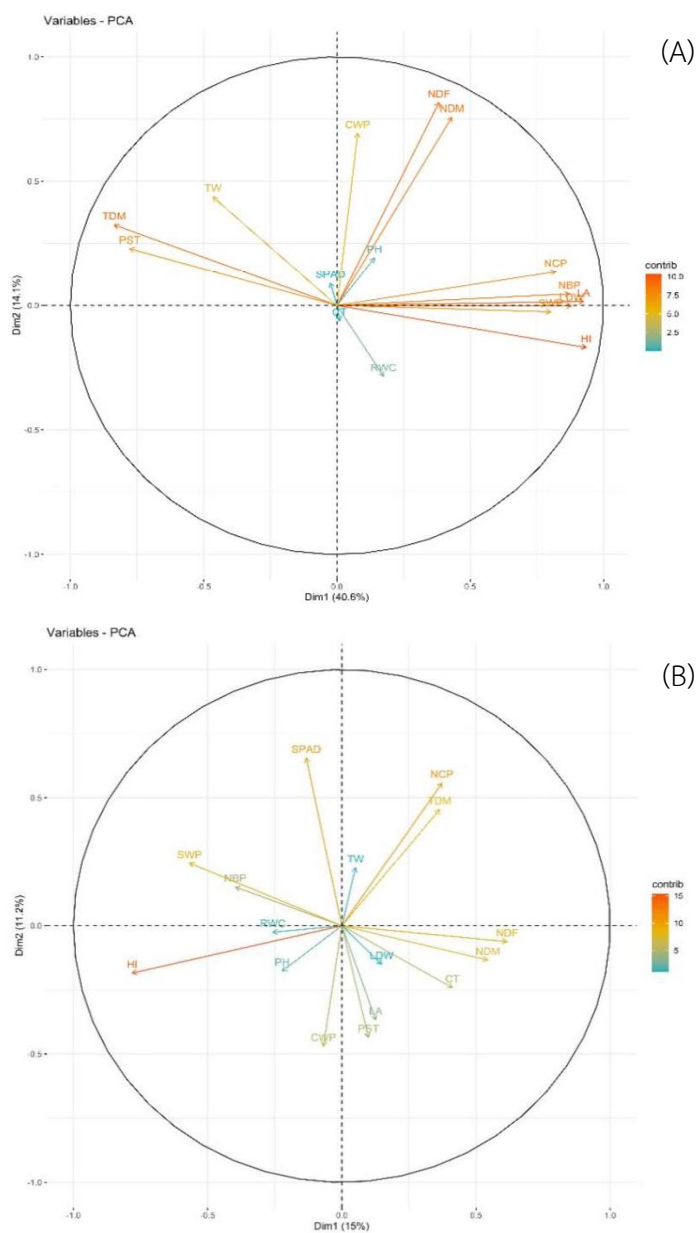 Variables - PCA
(A)
1.0
0.5
0.0
-0.5
-1.0
Dim2 (14.1%)
NDF
NDM
CWP
TW
TDM
PST
PH
SPAD
NCP
NBP
LA
LDW
SWP
CT
HI
RWC
contrib
10.0
7.5
5.0
2.5
-1.0 -0.5 0.0 0.5 1.0
Dim1 (40.6%)
Variables - PCA
(B)
1.0
0.5
0.0
-0.5
-1.0
Dim2 (11.2%)
SPAD
NCP
TDM
TW
SWP
NBP
RWC
NDF
NDM
HI
PH
LDW
CT
LA
CWP
PST
contrib
15
10
5
-1.0 -0.5 0.0 0.5 1.0
Dim1 (15%)